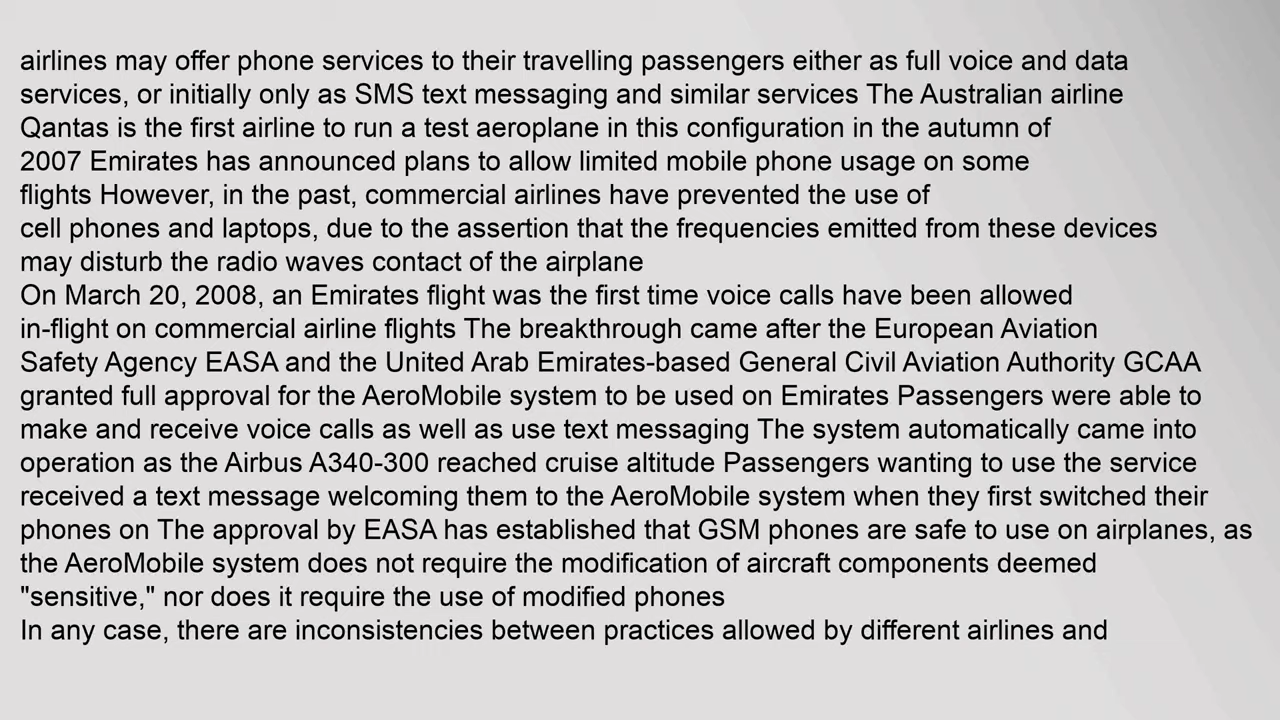 airlines may offer phone services to their travelling passengers either as full voice and data
services, or initially only as SMS text messaging and similar services The Australian airline
Qantas is the first airline to run a test aeroplane in this configuration in the autumn of
2007 Emirates has announced plans to allow limited mobile phone usage on some
flights However, in the past, commercial airlines have prevented the use of
cell phones and laptops, due to the assertion that the frequencies emitted from these devices
may disturb the radio waves contact of the airplane
On March 20, 2008, an Emirates flight was the first time voice calls have been allowed
in-flight on commercial airline flights The breakthrough came after the European Aviation
Safety Agency EASA and the United Arab Emirates-based General Civil Aviation Authority GCAA
granted full approval for the AeroMobile system to be used on Emirates Passengers were able to
make and receive voice calls as well as use text messaging The system automatically came into
operation as the Airbus A340-300 reached cruise altitude Passengers wanting to use the service
received a text message welcoming them to the AeroMobile system when they first switched their
phones on The approval by EASA has established that GSM phones are safe to use on airplanes, as
the AeroMobile system does not require the modification of aircraft components deemed
"sensitive," nor does it require the use of modified phones
In any case, there are inconsistencies between practices allowed by different airlines and